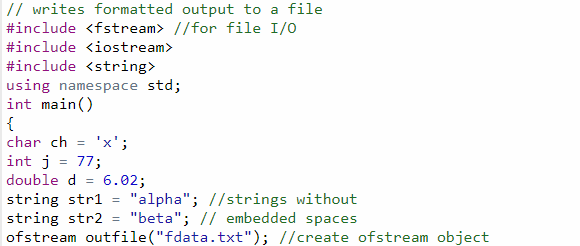 // writes formatted output to a file
#include <fstream> //for file I/O
#include <iostream>
#include <string>
using namespace std;
int main()
{
char ch = 'x';
int j = 77;
double d = 6.02;
string str1 = "alpha"; //strings without
string str2 = "beta"; // embedded spaces
ofstream outfile("fdata.txt"); //create ofstream object